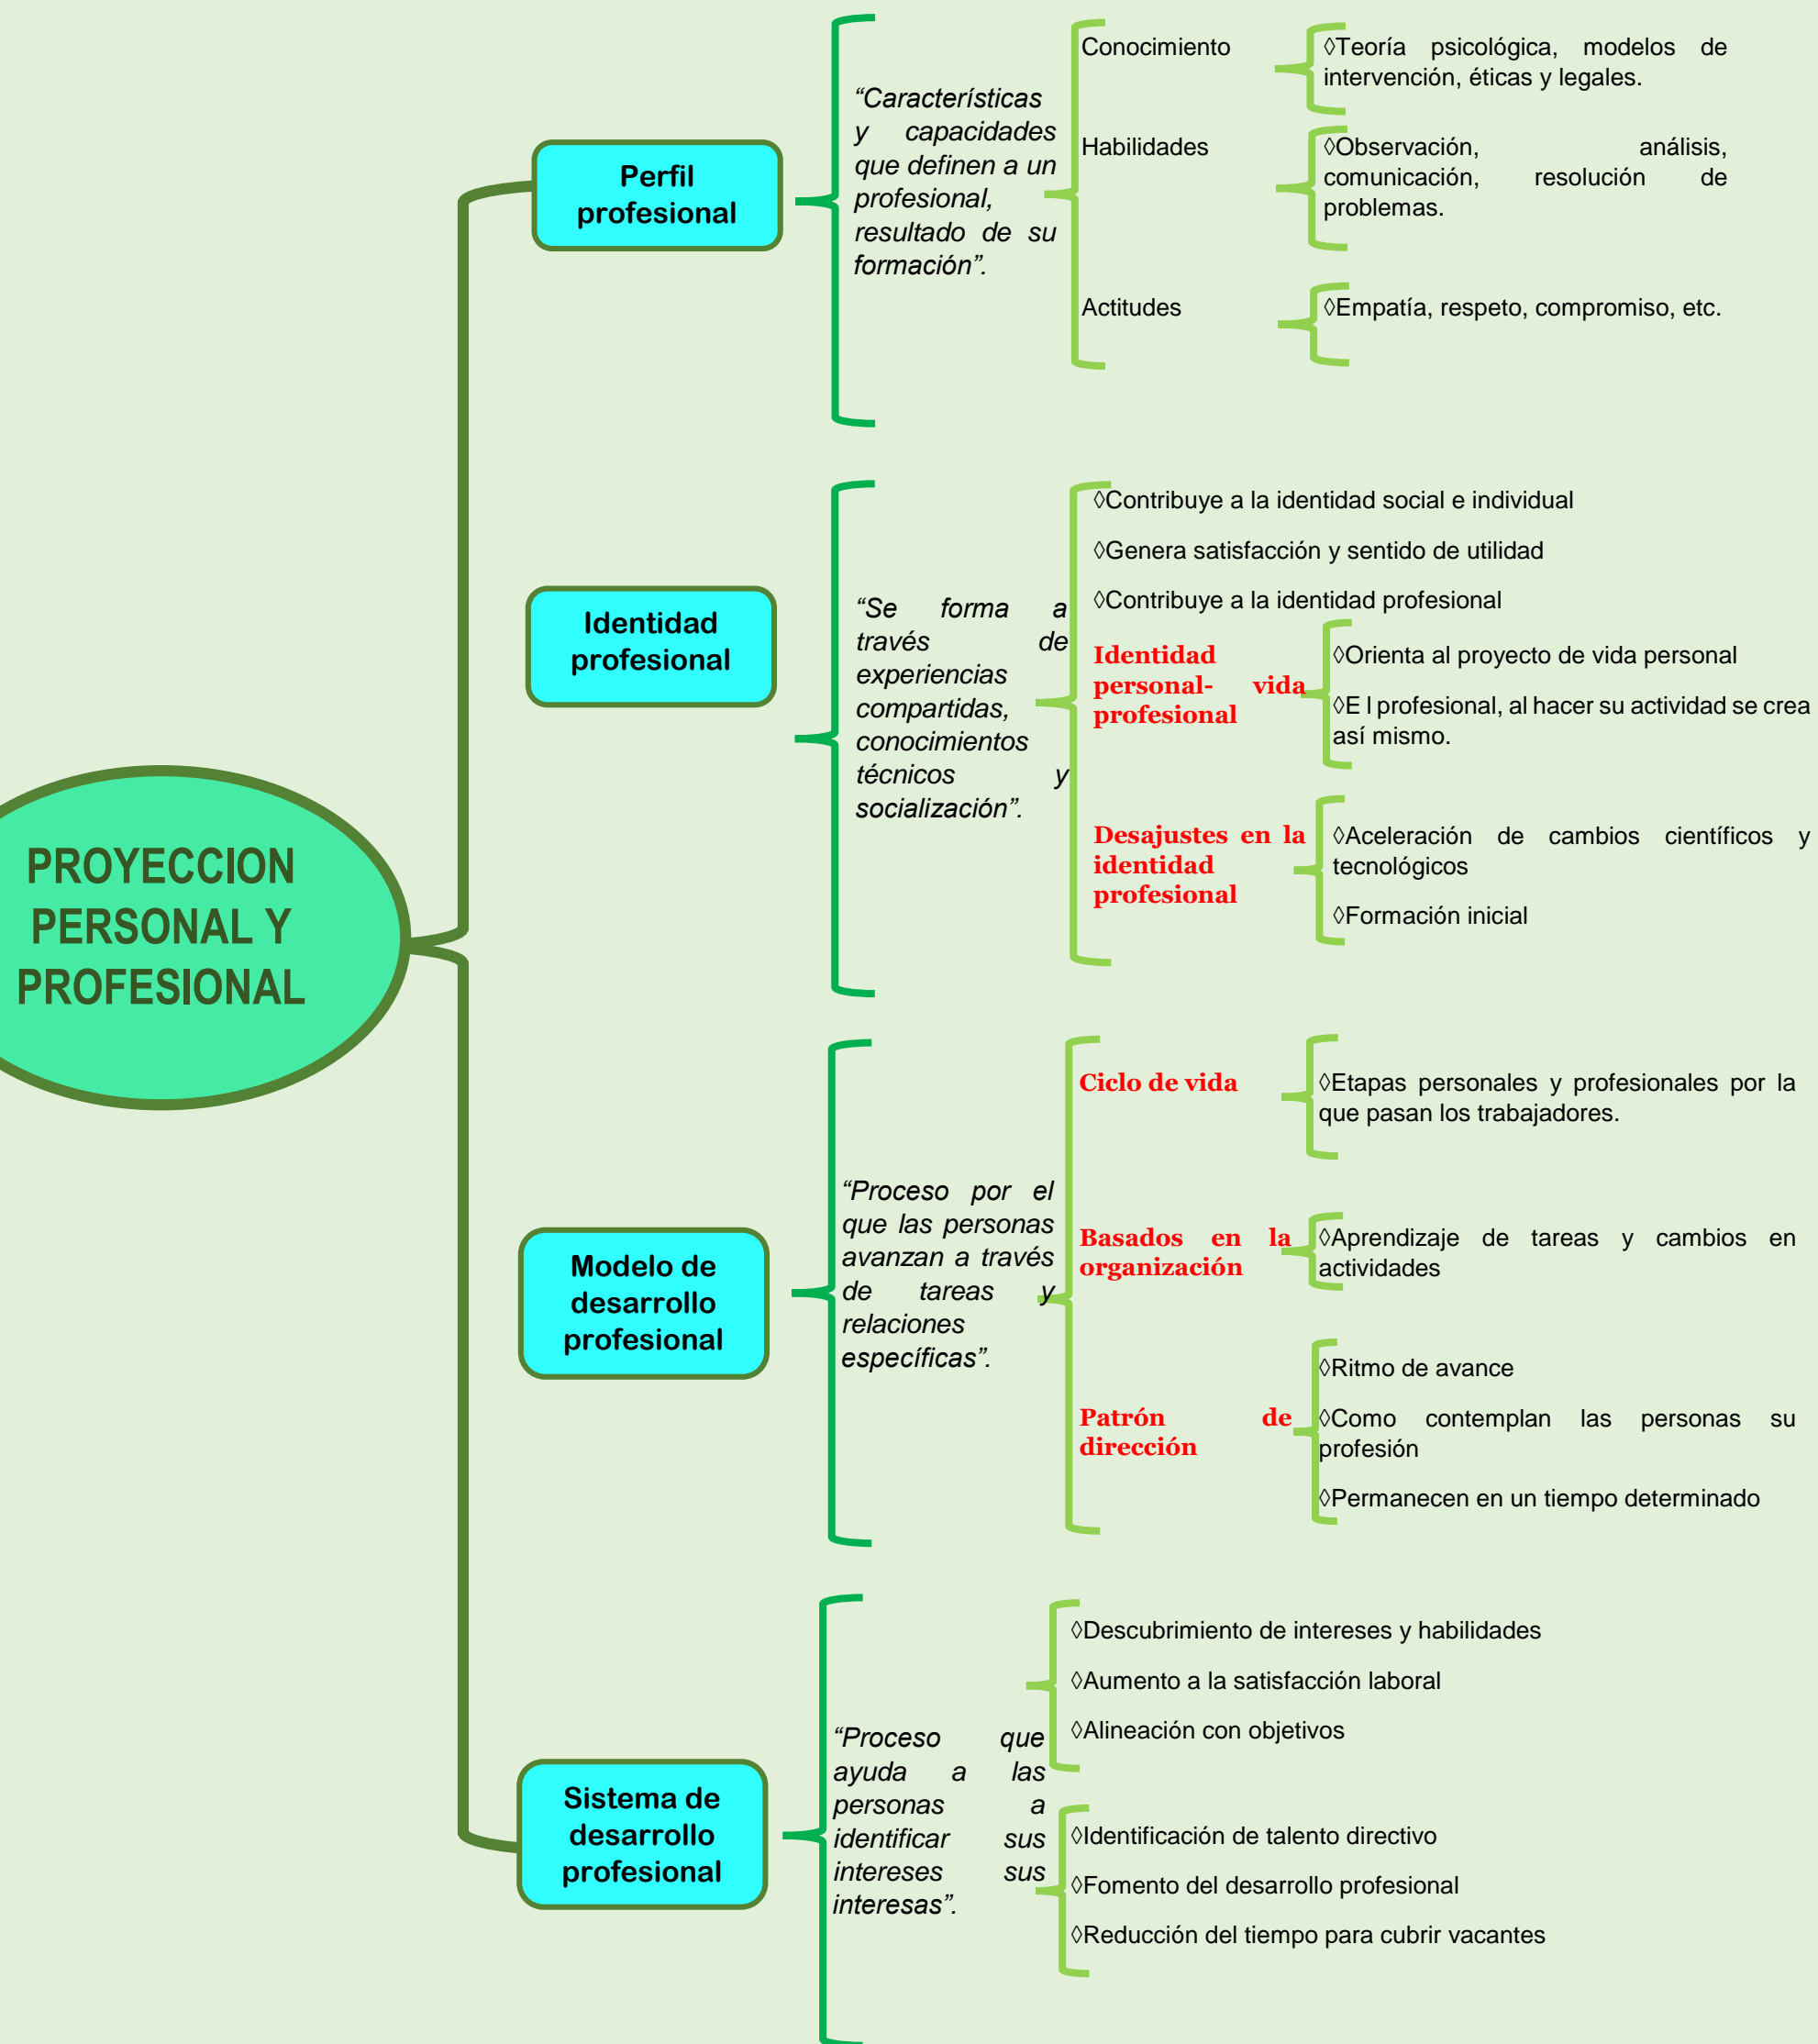 PROYECCION
PERSONAL Y
PROFESIONAL
Perfil
profesional
“Características
y capacidades
que definen a un
profesional,
resultado de su
formación”.
Conocimiento
◊Teoría psicológica, modelos de
intervención, éticas y legales.
Habilidades
◊Observación, análisis,
comunicación, resolución de
problemas.
Actitudes
◊Empatía, respeto, compromiso, etc.
Identidad
profesional
“Se forma a
través de
experiencias
compartidas,
conocimientos
técnicos y
socialización”.
◊Contribuye a la identidad social e individual
◊Genera satisfacción y sentido de utilidad
◊Contribuye a la identidad profesional
Identidad
personal- vida
profesional
◊Orienta al proyecto de vida personal
◊E l profesional, al hacer su actividad se crea
así mismo.
Desajustes en la
identidad
profesional
◊Aceleración de cambios científicos y
tecnológicos
◊Formación inicial
Modelo de
desarrollo
profesional
“Proceso por el
que las personas
avanzan a través
de tareas y
relaciones
específicas”.
Ciclo de vida
◊Etapas personales y profesionales por la
que pasan los trabajadores.
Basados en la
organización
◊Aprendizaje de tareas y cambios en
actividades
Patrón de
dirección
◊Ritmo de avance
◊Como contemplan las personas su
profesión
◊Permanecen en un tiempo determinado
Sistema de
desarrollo
profesional
“Proceso que
ayuda a las
personas a
identificar sus
intereses sus
interesas”.
◊Descubrimiento de intereses y habilidades
◊Aumento a la satisfacción laboral
◊Alineación con objetivos
◊Identificación de talento directivo
◊Fomento del desarrollo profesional
◊Reducción del tiempo para cubrir vacantes